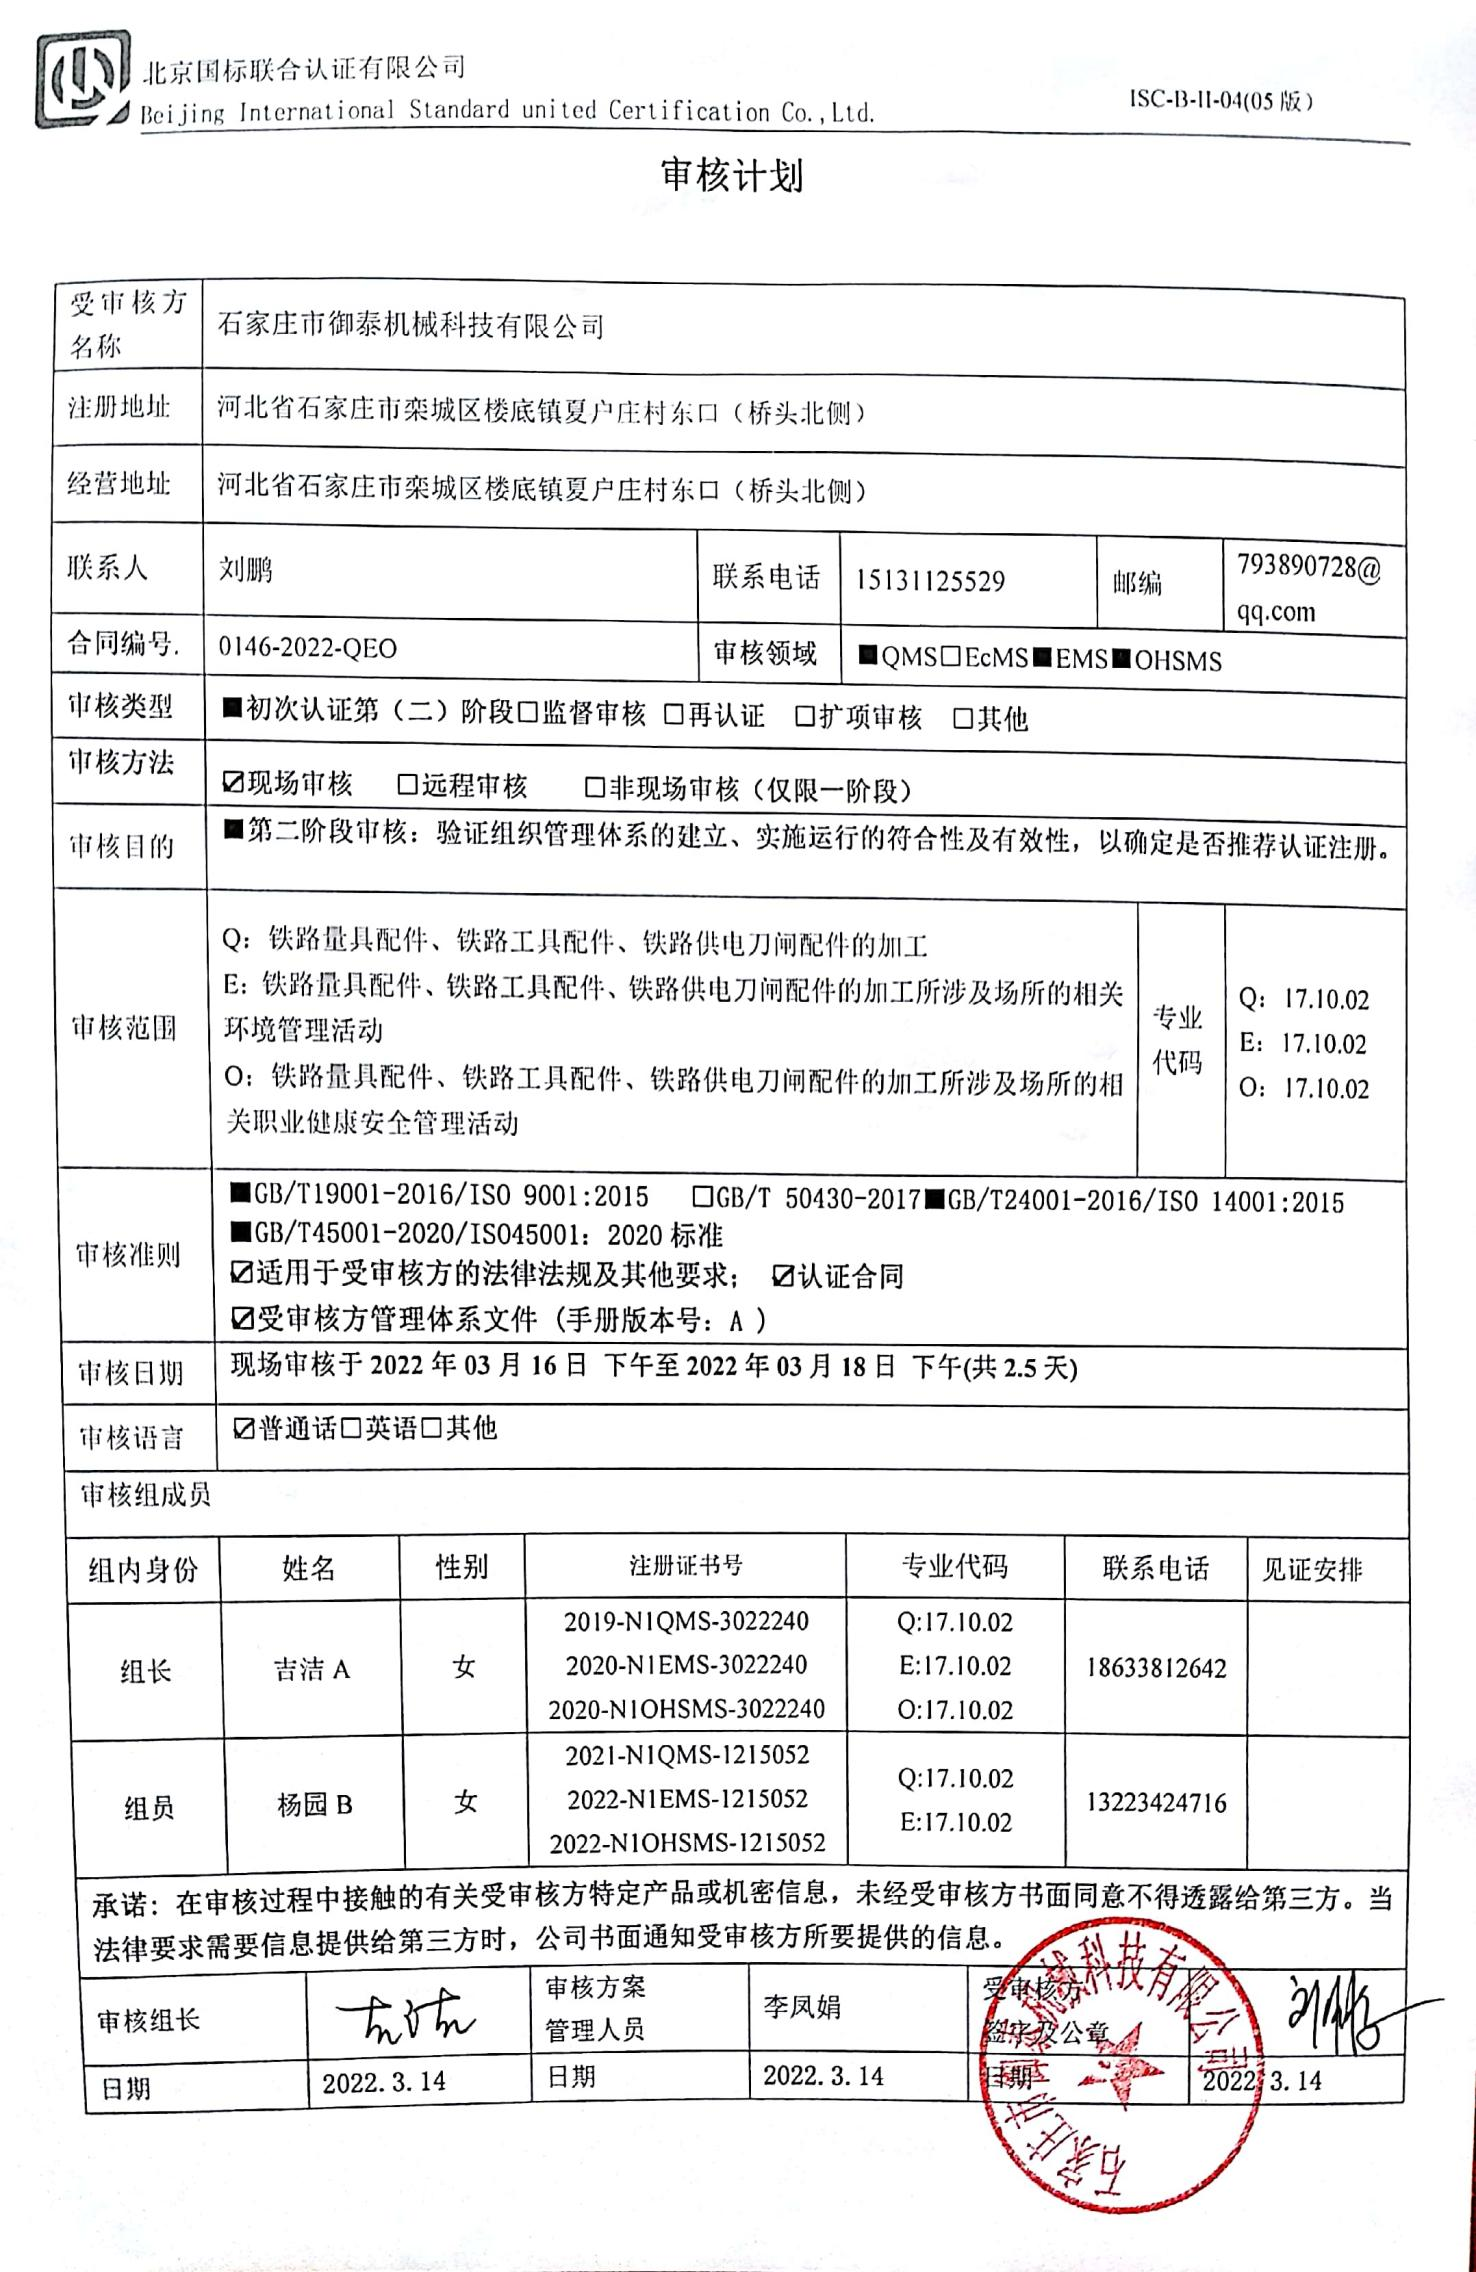 北京国标联合认证有限公司
Beijing International Standard united Certification Co.,Ltd.
ISC-B-II-04(05版)
审核计划
受审核方名称 石家庄市御泰机械科技有限公司
注册地址 河北省石家庄市栾城区楼底镇夏户庄村东口（桥头北侧）
经营地址 河北省石家庄市栾城区楼底镇夏户庄村东口（桥头北侧）
联系人 刘鹏 联系电话 15131125529 邮编 793890728@
qq.com
合同编号. 0146-2022-QEO 审核领域 ■QMS□EcMS■EMS■OHSMS
审核类型 ■初次认证第（二）阶段□监督审核 □再认证 □扩项审核 □其他
审核方法 ☑现场审核 □远程审核 □非现场审核（仅限一阶段）
审核目的 ■第二阶段审核：验证组织管理体系的建立、实施运行的符合性及有效性，以确定是否推荐认证注册。
审核范围
Q：铁路量具配件、铁路工具配件、铁路供电刀闸配件的加工
E：铁路量具配件、铁路工具配件、铁路供电刀闸配件的加工所涉及场所的相关
环境管理活动
O：铁路量具配件、铁路工具配件、铁路供电刀闸配件的加工所涉及场所的相
关职业健康安全管理活动
专业
代码
Q：17.10.02
E：17.10.02
O：17.10.02
审核准则
■GB/T19001-2016/ISO 9001:2015 □GB/T 50430-2017■GB/T24001-2016/ISO 14001:2015
■GB/T45001-2020/ISO45001：2020 标准
☑适用于受审核方的法律法规及其他要求； ☑认证合同
☑受审核方管理体系文件（手册版本号：A ）
审核日期 现场审核于 2022 年 03 月 16 日 下午至 2022 年 03 月 18 日 下午(共 2.5 天)
审核语言 ☑普通话□英语□其他
审核组成员
组内身份 姓名 性别 注册证书号 专业代码 联系电话 见证安排
组长 吉洁 A 女
2019-N1QMS-3022240
2020-N1EMS-3022240
2020-N1OHSMS-3022240
Q:17.10.02
E:17.10.02
O:17.10.02
18633812642
组员 杨园 B 女
2021-N1QMS-1215052
2022-N1EMS-1215052
2022-N1OHSMS-1215052
Q:17.10.02
E:17.10.02
13223424716
承诺：在审核过程中接触的有关受审核方特定产品或机密信息，未经受审核方书面同意不得透露给第三方。当
法律要求需要信息提供给第三方时，公司书面通知受审核方所要提供的信息。
审核组长 吉洁 审核方案
管理人员 李凤娟 受审核方
签字及公章 刘鹏
日期 2022.3.14 日期 2022.3.14 日期 2022.3.14
石家庄市御泰机械科技有限公司